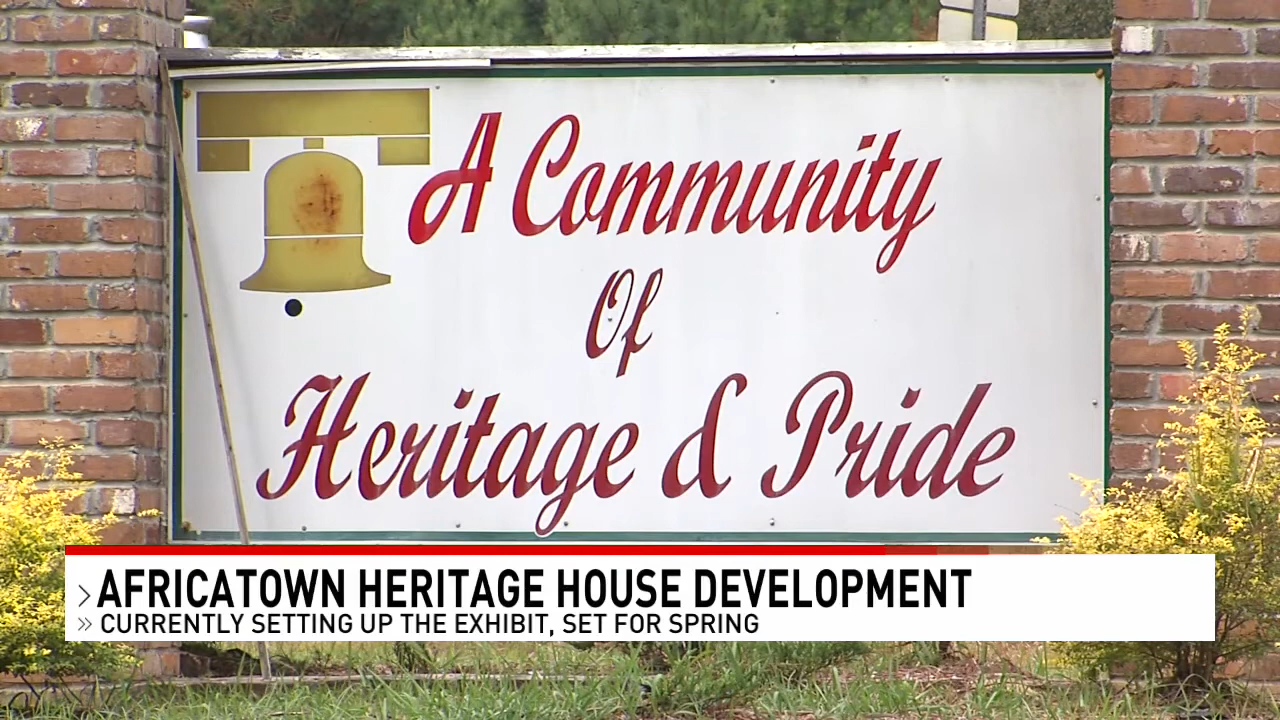 A Community
Of
Heritage & Pride
AFRICATOWN HERITAGE HOUSE DEVELOPMENT
CURRENTLY SETTING UP THE EXHIBIT, SET FOR SPRING